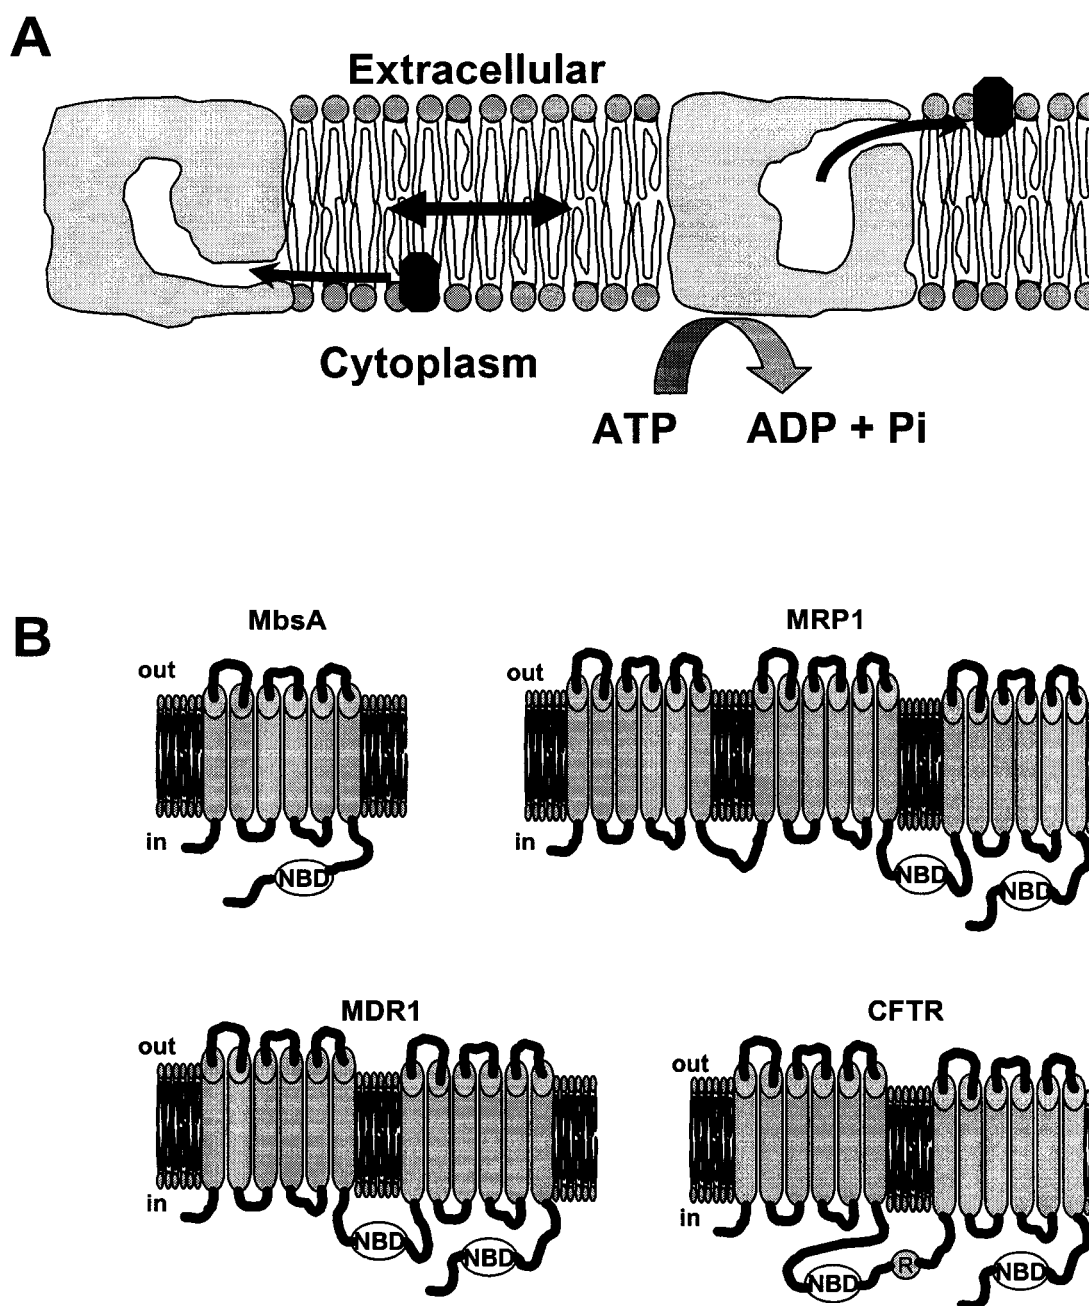 A
Extracellular
Cytoplasm
ATP ADP + Pi
B
MbsA MRP1
out out
in in
NBD NBD NBD
MDR1 CFTR
out out
in in
NBD NBD NBD R NBD